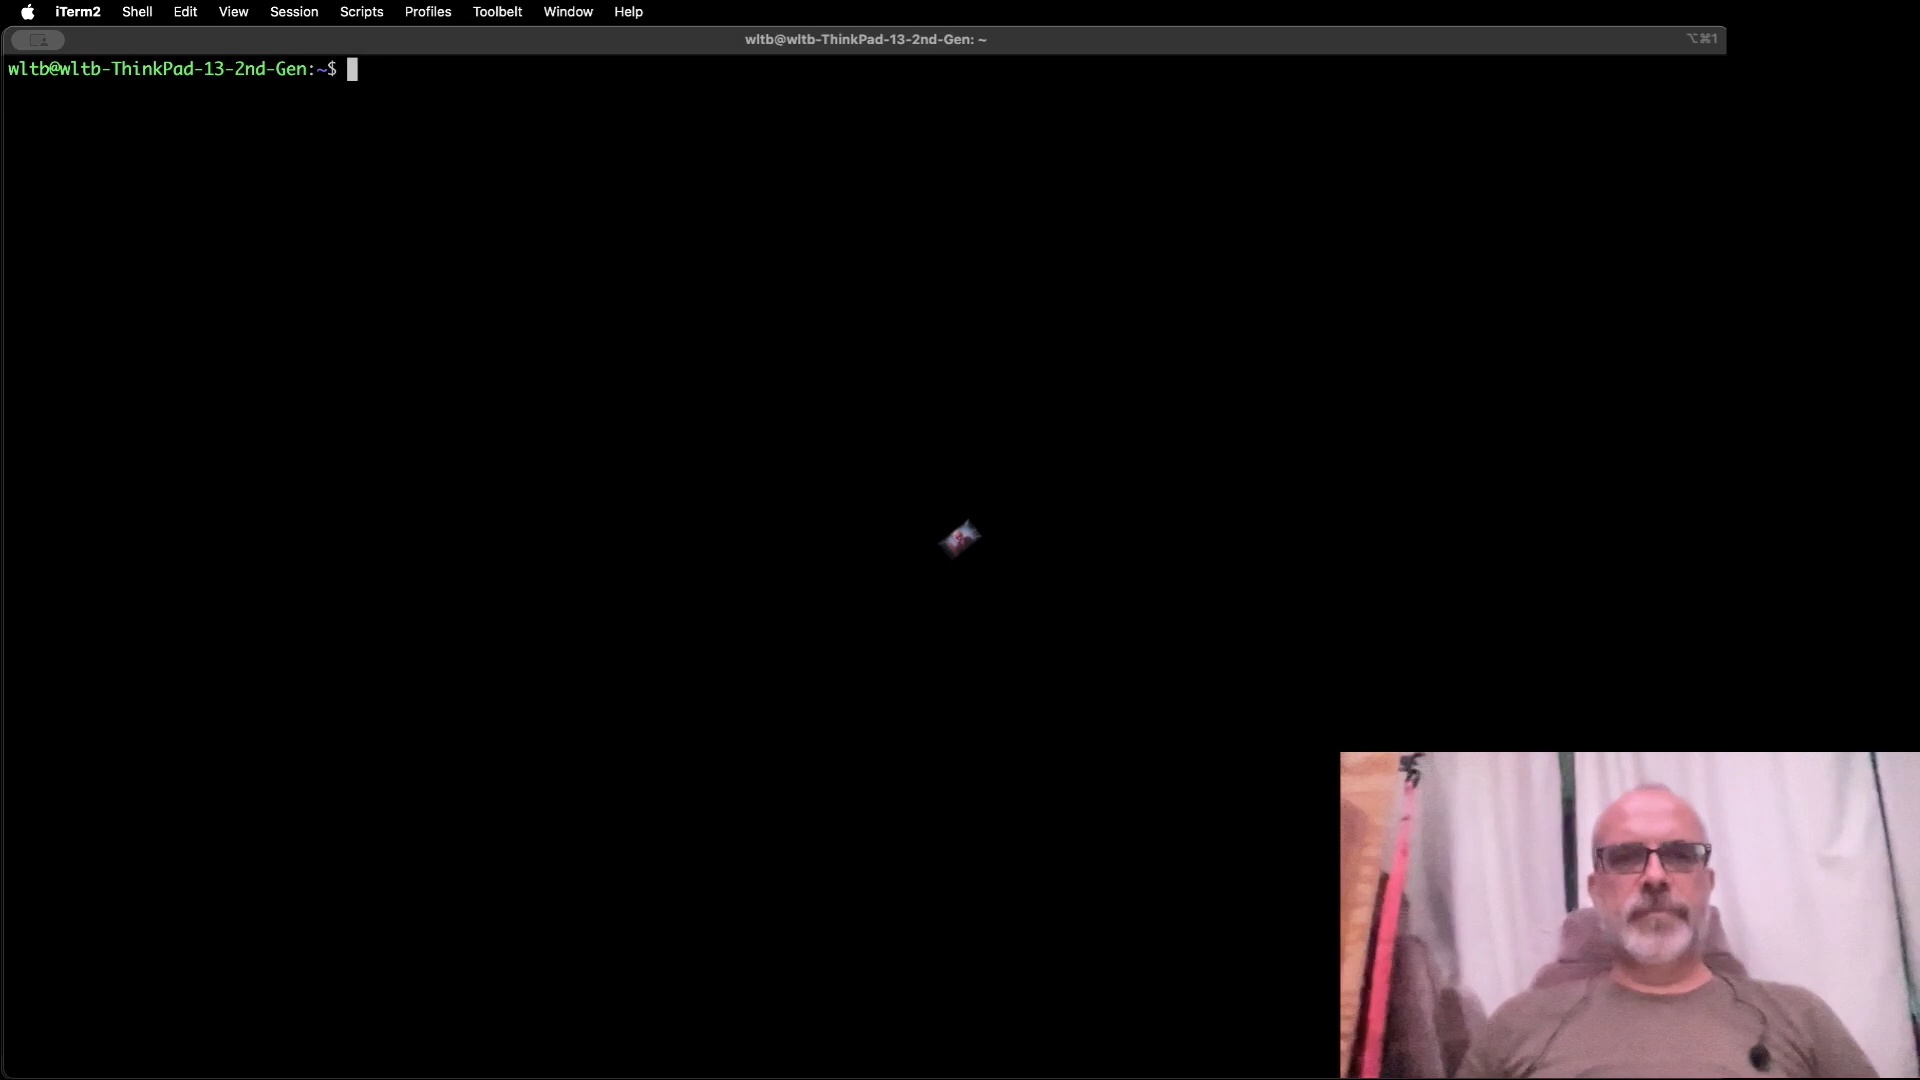 iTerm2 Shell Edit View Session Scripts Profiles Toolbelt Window Help
wltb@wltb-ThinkPad-13-2nd-Gen: ~ ⌥⌘1
wltb@wltb-ThinkPad-13-2nd-Gen:~$